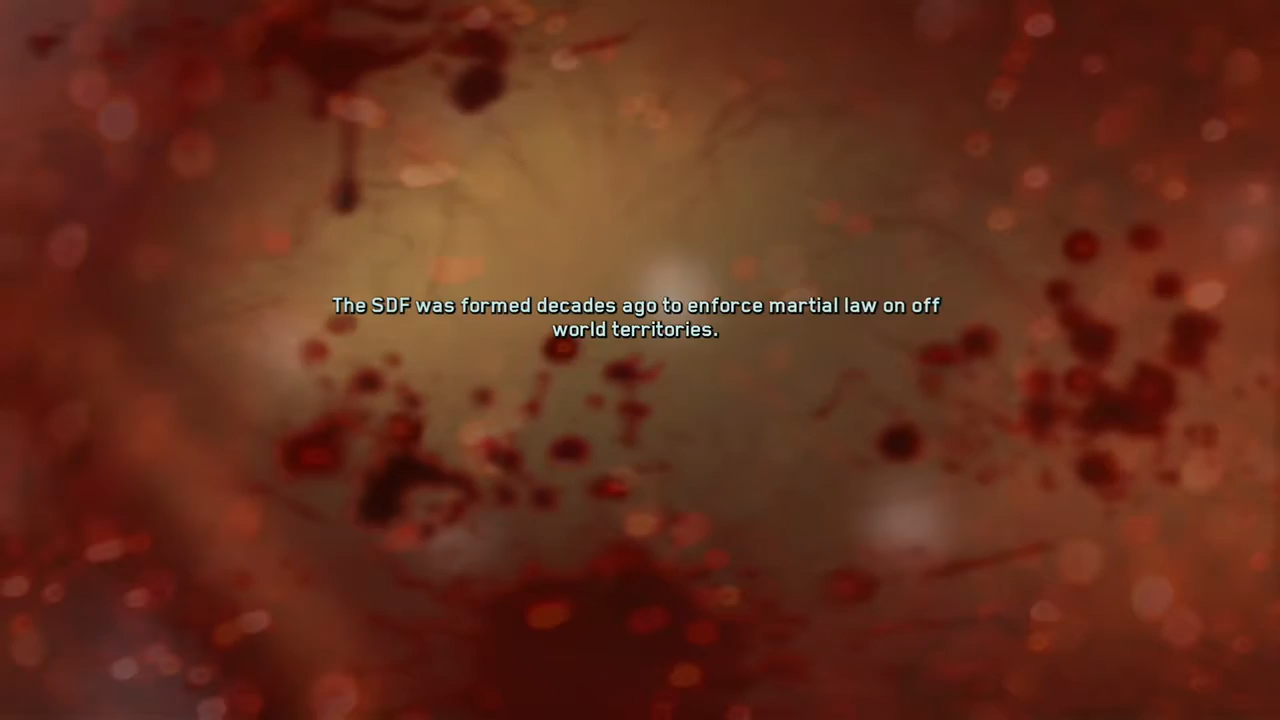 The SDF was formed decades ago to enforce martial law on off
world territories.